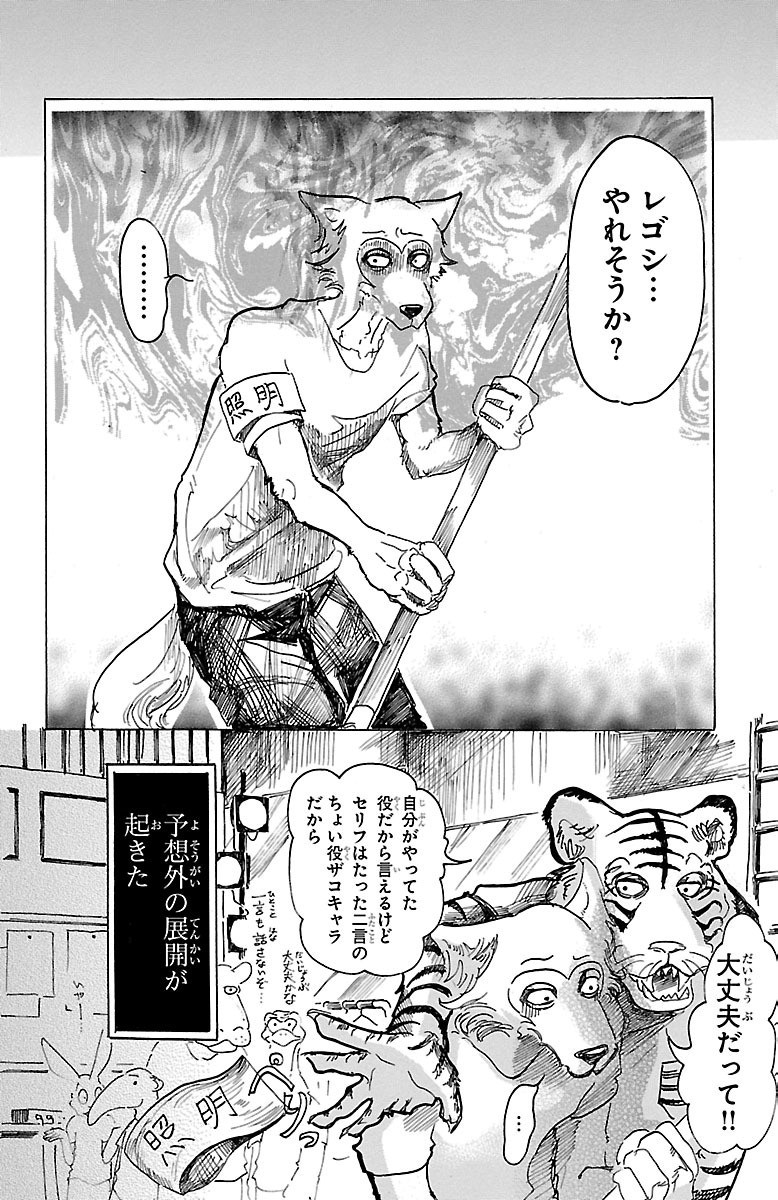 レゴシ…
やれそうか？
………
照明
大丈夫だって!!
自分がやってた
役だから言えるけど
セリフはたった二言の
ちょい役ザコキャラ
だから
…
大丈夫かな
一言も話さないぞ…
予想外の展開が
起きた
照明